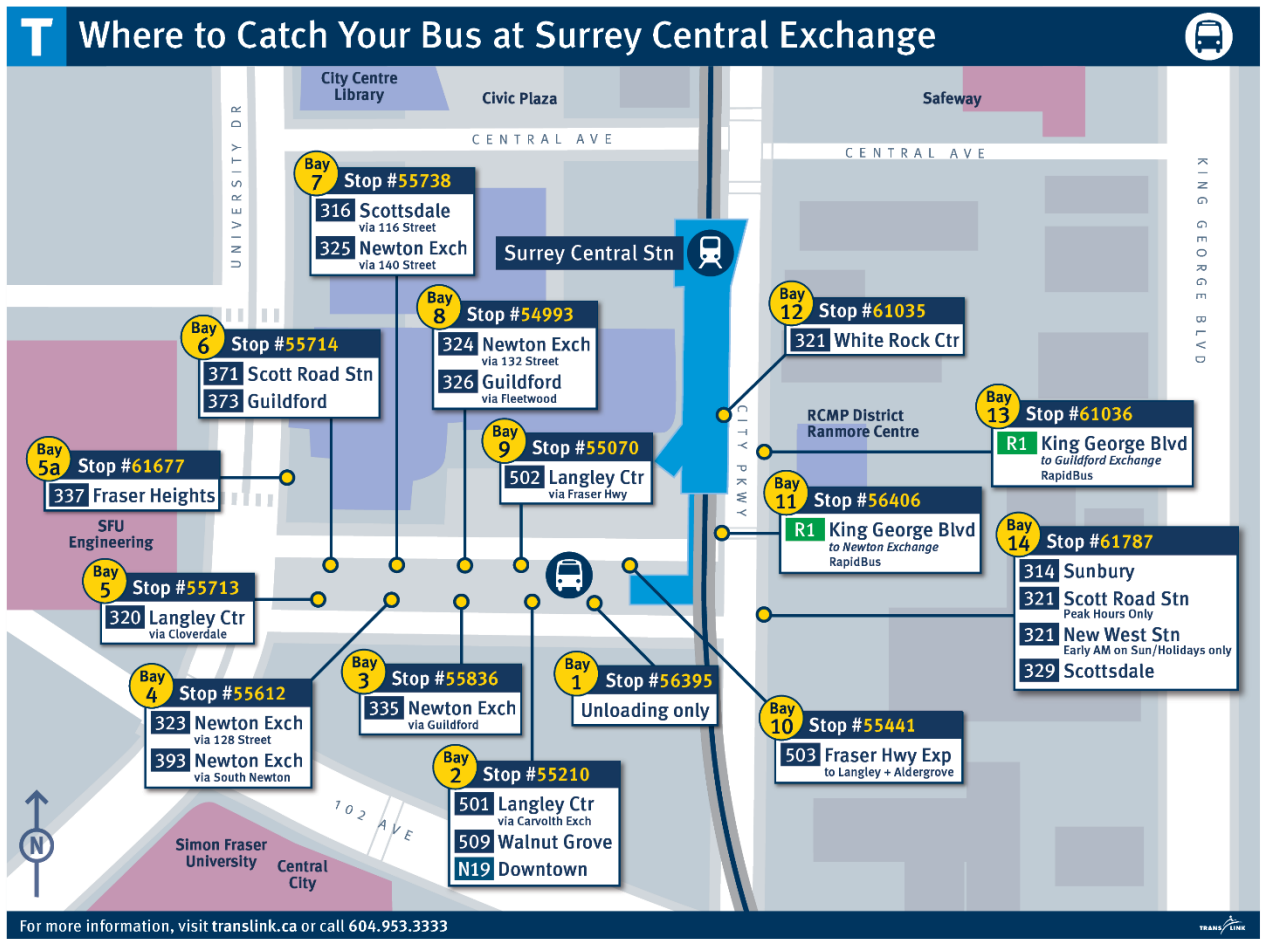 T Where to Catch Your Bus at Surrey Central Exchange
City Centre
Library
Civic Plaza
Safeway
CENTRAL AVE
CENTRAL AVE
UNIVERSITY DR
KING GEORGE BLVD
Bay 7 Stop #55738
316 Scottsdale
via 116 Street
325 Newton Exch
via 140 Street
Surrey Central Stn
Bay 8 Stop #54993
324 Newton Exch
via 132 Street
326 Guildford
via Fleetwood
Bay 12 Stop #61035
321 White Rock Ctr
Bay 6 Stop #55714
371 Scott Road Stn
373 Guildford
CITY PKWY
RCMP District
Ranmore Centre
Bay 13 Stop #61036
R1 King George Blvd
to Guildford Exchange
RapidBus
Bay 9 Stop #55070
502 Langley Ctr
via Fraser Hwy
Bay 5a Stop #61677
337 Fraser Heights
SFU
Engineering
Bay 11 Stop #56406
R1 King George Blvd
to Newton Exchange
RapidBus
Bay 14 Stop #61787
314 Sunbury
321 Scott Road Stn
Peak Hours Only
321 New West Stn
Early AM on Sun/Holidays only
329 Scottsdale
Bay 5 Stop #55713
320 Langley Ctr
via Cloverdale
Bay 4 Stop #55612
323 Newton Exch
via 128 Street
393 Newton Exch
via South Newton
Bay 3 Stop #55836
335 Newton Exch
via Guildford
Bay 1 Stop #56395
Unloading only
Bay 10 Stop #55441
503 Fraser Hwy Exp
to Langley + Aldergrove
Bay 2 Stop #55210
501 Langley Ctr
via Carvolth Exch
509 Walnut Grove
N19 Downtown
102 AVE
N
Simon Fraser
University
Central
City
For more information, visit translink.ca or call 604.953.3333
TRANSLINK